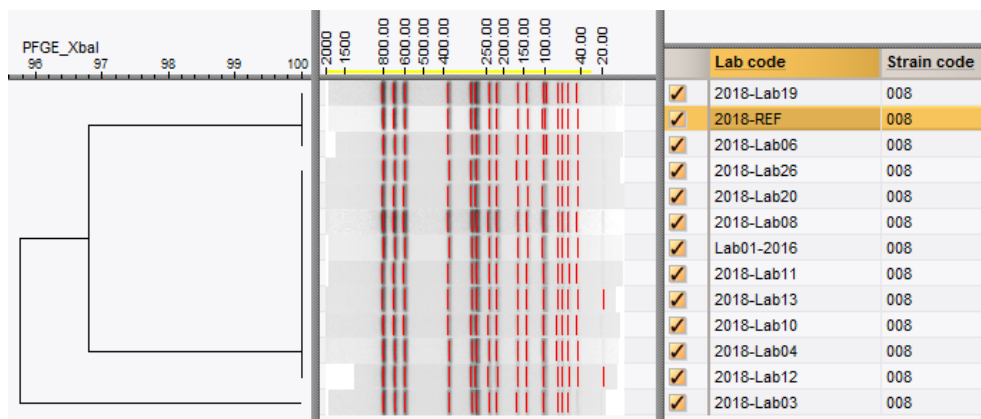 PFGE_XbaI
96 97 98 99 100
2000 1500 800.00 600.00 500.00 400.00 250.00 200.00 150.00 100.00 40.00 20.00
Lab code Strain code
2018-Lab19 008
2018-REF 008
2018-Lab06 008
2018-Lab26 008
2018-Lab20 008
2018-Lab08 008
Lab01-2016 008
2018-Lab11 008
2018-Lab13 008
2018-Lab10 008
2018-Lab04 008
2018-Lab12 008
2018-Lab03 008